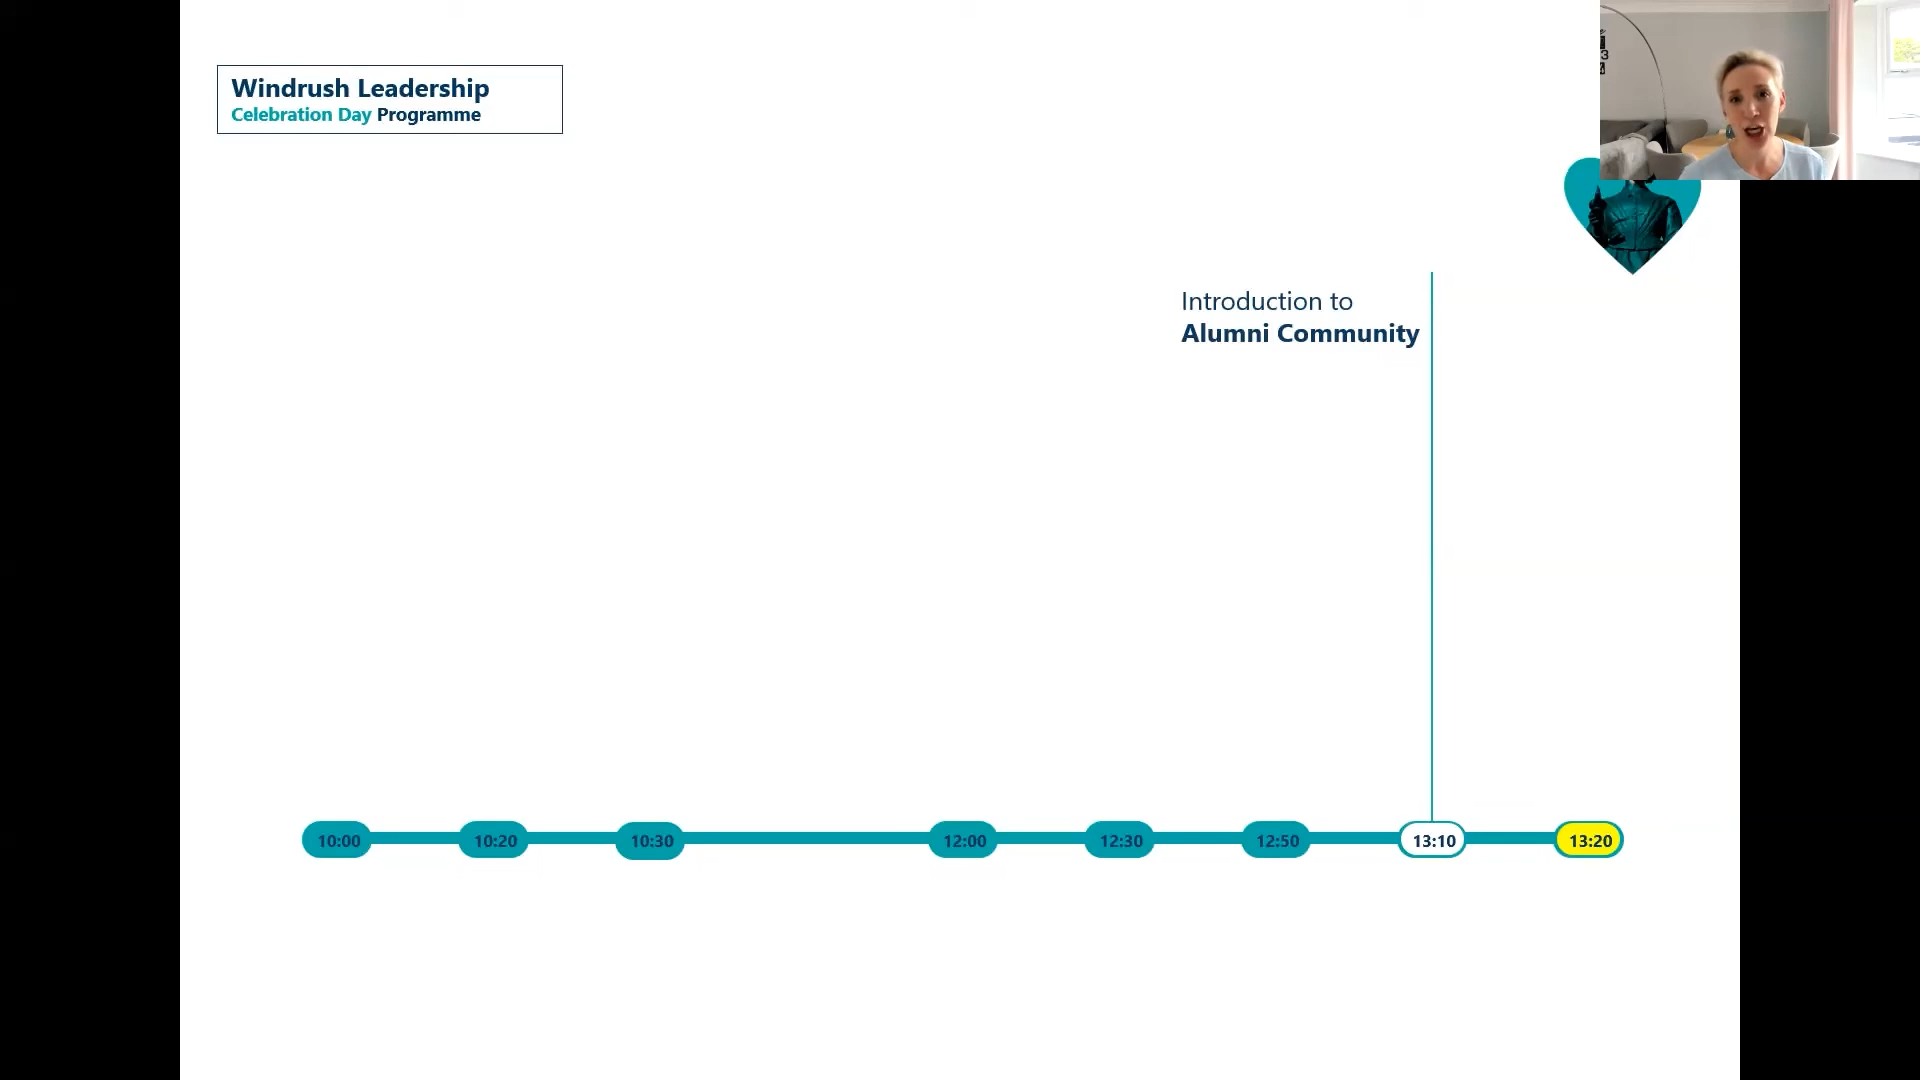 Windrush Leadership
Celebration Day Programme
Introduction to
Alumni Community
10:00
10:20
10:30
12:00
12:30
12:50
13:10
13:20